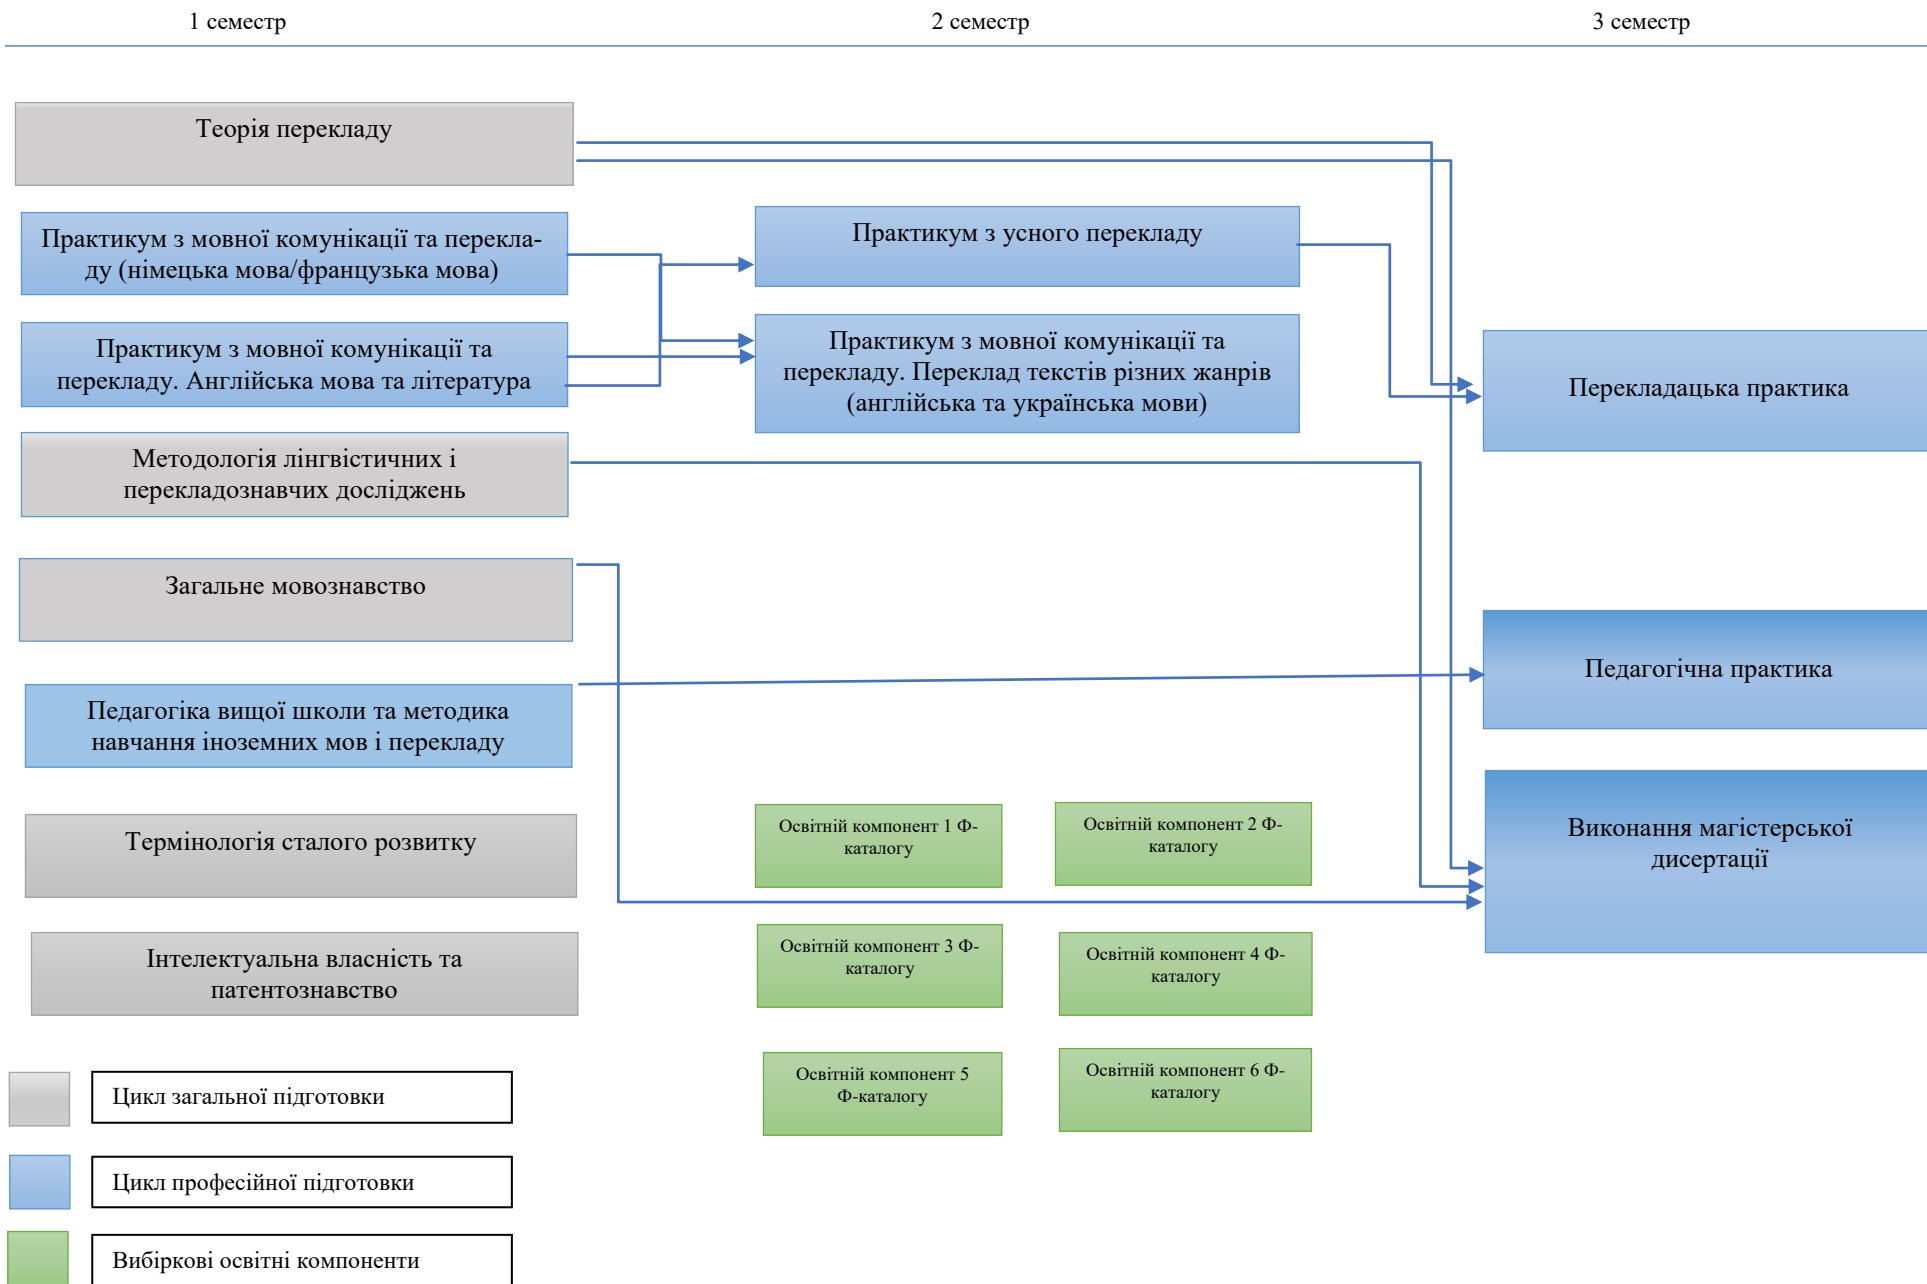 1 семестр
2 семестр
3 семестр
Теорія перекладу
Практикум з мовної комунікації та перекла-
ду (німецька мова/французька мова)
Практикум з усного перекладу
Практикум з мовної комунікації та
перекладу. Англійська мова та література
Практикум з мовної комунікації та
перекладу. Переклад текстів різних жанрів
(англійська та українська мови)
Перекладацька практика
Методологія лінгвістичних і
перекладознавчих досліджень
Загальне мовознавство
Педагогічна практика
Педагогіка вищої школи та методика
навчання іноземних мов і перекладу
Термінологія сталого розвитку
Освітній компонент 1 Ф-
каталогу
Освітній компонент 2 Ф-
каталогу
Виконання магістерської
дисертації
Інтелектуальна власність та
патентознавство
Освітній компонент 3 Ф-
каталогу
Освітній компонент 4 Ф-
каталогу
Освітній компонент 5
Ф-каталогу
Освітній компонент 6 Ф-
каталогу
Цикл загальної підготовки
Цикл професійної підготовки
Вибіркові освітні компоненти